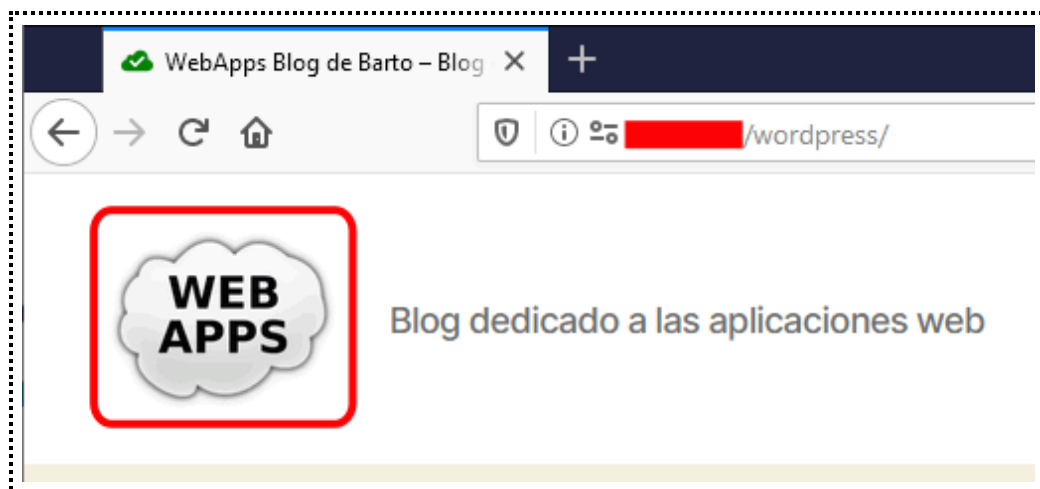 WebApps Blog de Barto – Blog
/wordpress/
WEB
APPS
Blog dedicado a las aplicaciones web